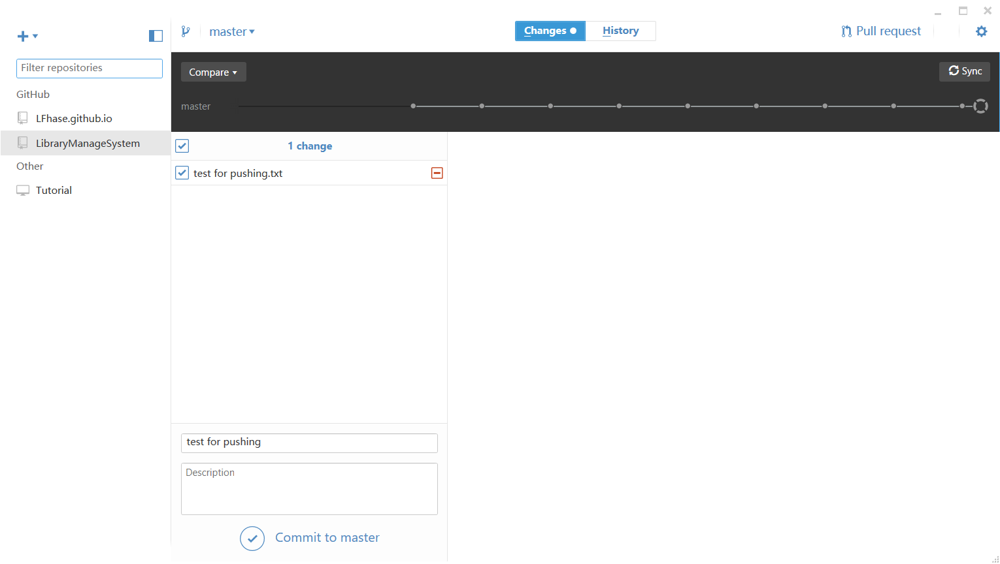 master
Changes
History
Pull request
Filter repositories
GitHub
LFhase.github.io
LibraryManageSystem
Other
Tutorial
Compare
Sync
master
1 change
test for pushing.txt
test for pushing
Description
Commit to master